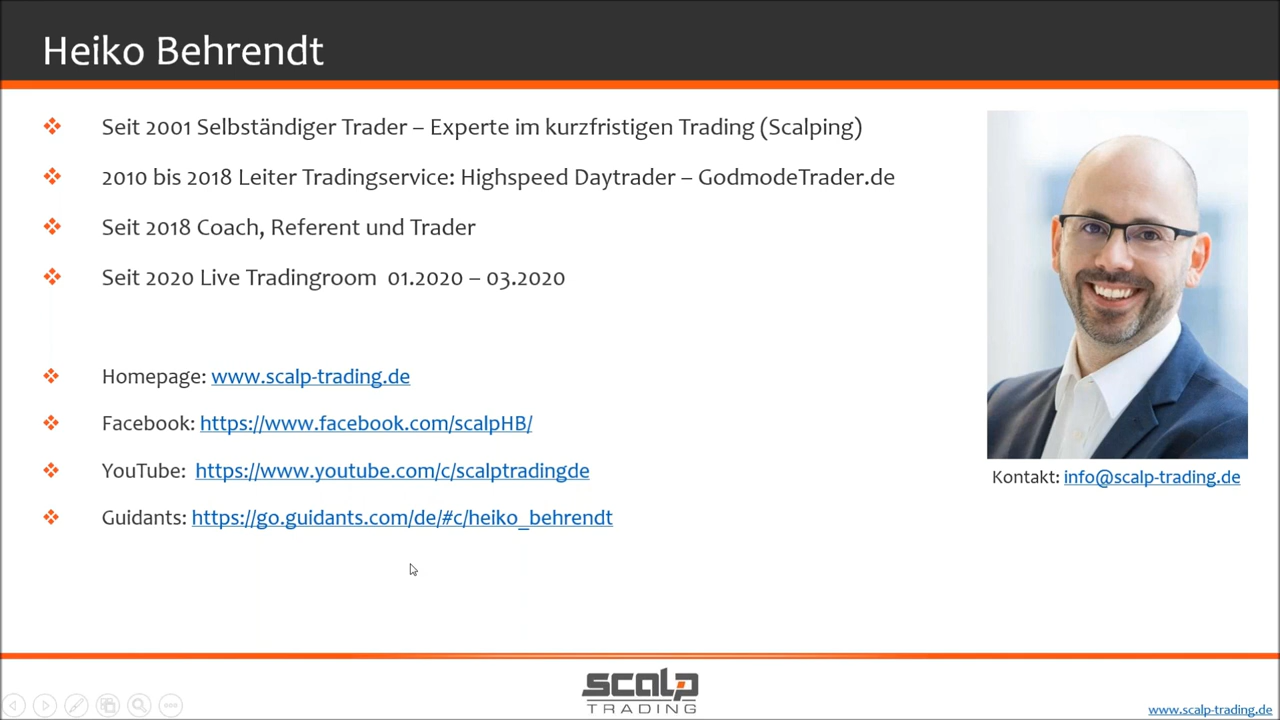 Heiko Behrendt
Seit 2001 Selbständiger Trader – Experte im kurzfristigen Trading (Scalping)
2010 bis 2018 Leiter Tradingservice: Highspeed Daytrader – GodmodeTrader.de
Seit 2018 Coach, Referent und Trader
Seit 2020 Live Tradingroom 01.2020 – 03.2020
Homepage: www.scalp-trading.de
Facebook: https://www.facebook.com/scalpHB/
YouTube: https://www.youtube.com/c/scalptradingde
Guidants: https://go.guidants.com/de/#c/heiko_behrendt
Kontakt: info@scalp-trading.de
SCALP
TRADING
www.scalp-trading.de